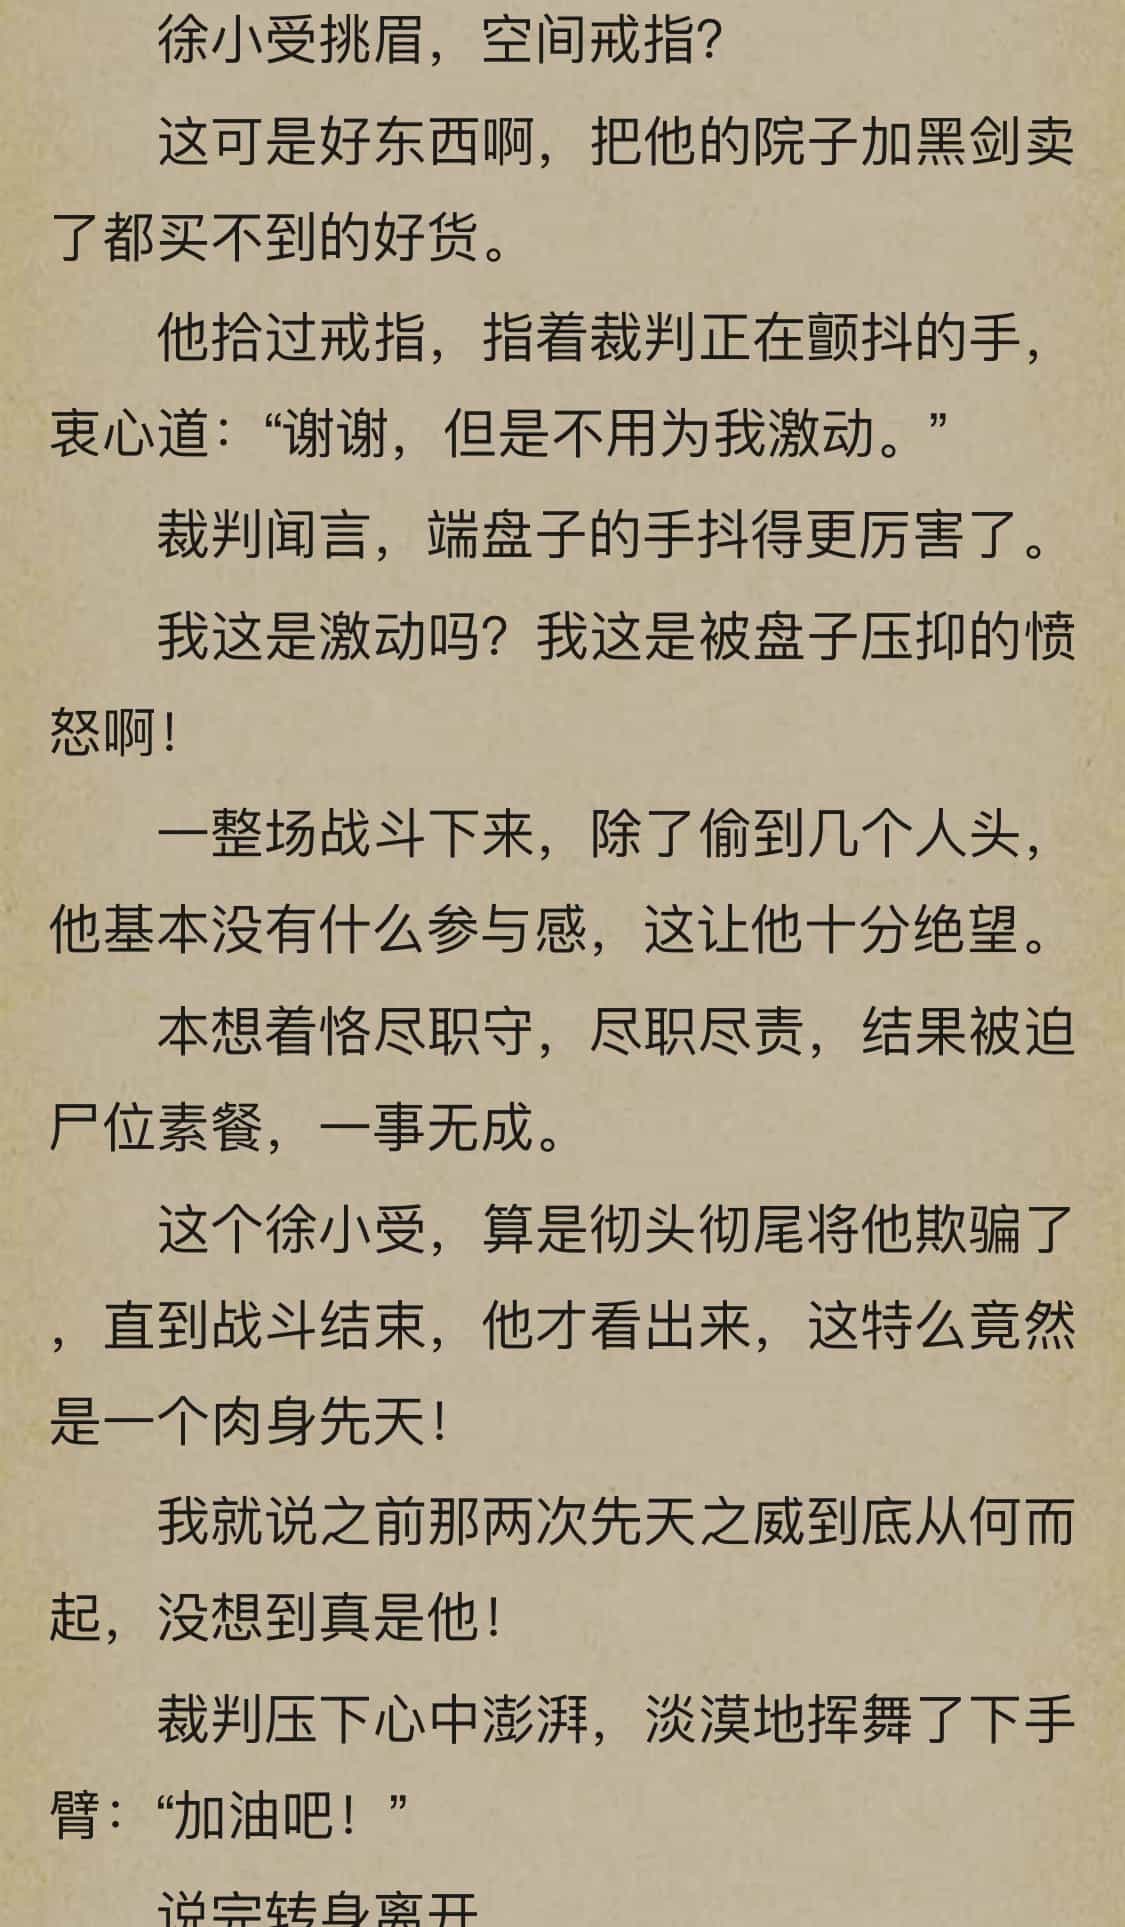 徐小受挑眉，空间戒指？
这可是好东西啊，把他的院子加黑剑卖
了都买不到的好货。
他拾过戒指，指着裁判正在颤抖的手，
衷心道：“谢谢，但是不用为我激动。”
裁判闻言，端盘子的手抖得更厉害了。
我这是激动吗？我这是被盘子压抑的愤
怒啊！
一整场战斗下来，除了偷到几个人头，
他基本没有什么参与感，这让他十分绝望。
本想着恪尽职守，尽职尽责，结果被迫
尸位素餐，一事无成。
这个徐小受，算是彻头彻尾将他欺骗了
，直到战斗结束，他才看出来，这特么竟然
是一个肉身先天！
我就说之前那两次先天之威到底从何而
起，没想到真是他！
裁判压下心中澎湃，淡漠地挥舞了下手
臂：“加油吧！”
说完转身离开